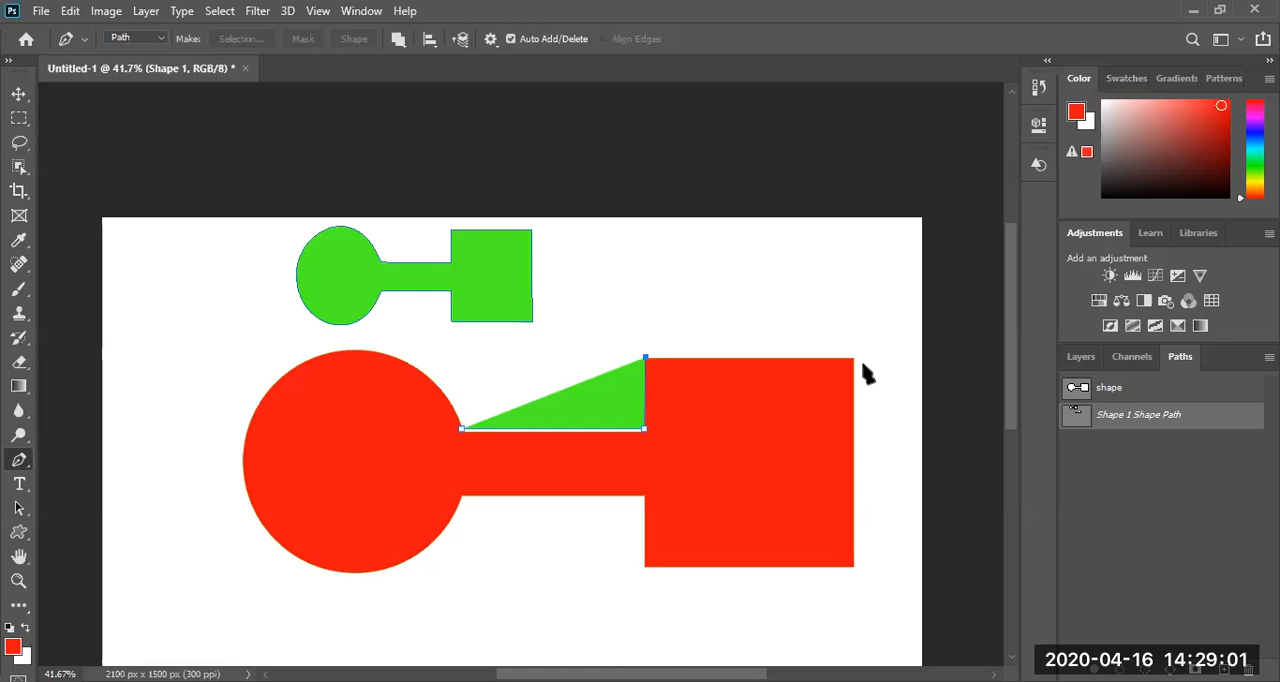 Ps File Edit Image Layer Type Select Filter 3D View Window Help
Path Make: Selection... Mask Shape Auto Add/Delete Align Edges
Untitled-1 @ 41.7% (Shape 1, RGB/8) * ×
Color Swatches Gradients Patterns
Adjustments Learn Libraries
Add an adjustment
Layers Channels Paths
shape
Shape 1 Shape Path
T
41.67% 2100 px x 1500 px (300 ppi)
2020-04-16 14:29:01